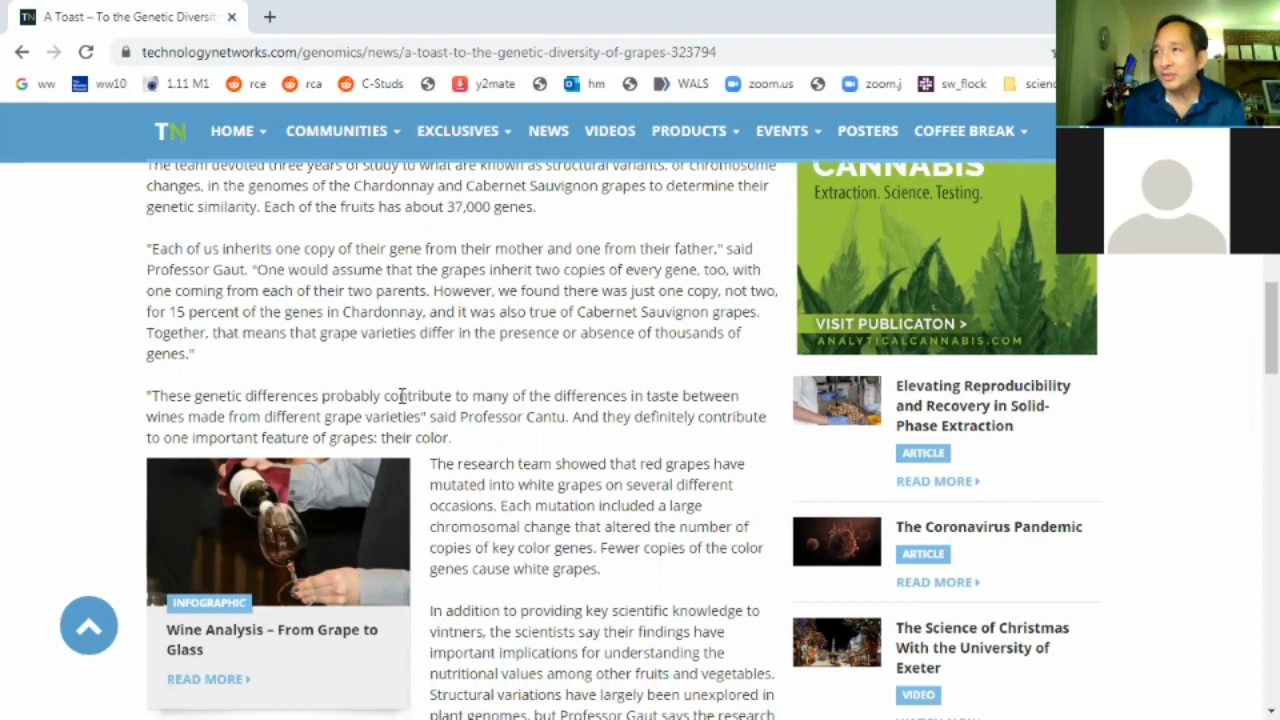 TN A Toast – To the Genetic Diversit
technologynetworks.com/genomics/news/a-toast-to-the-genetic-diversity-of-grapes-323794
ww
ww10
1.11 M1
rce
rca
C-Studs
y2mate
hm
WALS
zoom.us
zoom.j
sw_flock
scienc
TN
HOME
COMMUNITIES
EXCLUSIVES
NEWS
VIDEOS
PRODUCTS
EVENTS
POSTERS
COFFEE BREAK
The team devoted three years of study to what are known as structural variants, or chromosome
changes, in the genomes of the Chardonnay and Cabernet Sauvignon grapes to determine their
genetic similarity. Each of the fruits has about 37,000 genes.
"Each of us inherits one copy of their gene from their mother and one from their father," said
Professor Gaut. "One would assume that the grapes inherit two copies of every gene, too, with
one coming from each of their two parents. However, we found there was just one copy, not two,
for 15 percent of the genes in Chardonnay, and it was also true of Cabernet Sauvignon grapes.
Together, that means that grape varieties differ in the presence or absence of thousands of
genes."
"These genetic differences probably contribute to many of the differences in taste between
wines made from different grape varieties" said Professor Cantu. And they definitely contribute
to one important feature of grapes: their color.
The research team showed that red grapes have
mutated into white grapes on several different
occasions. Each mutation included a large
chromosomal change that altered the number of
copies of key color genes. Fewer copies of the color
genes cause white grapes.
In addition to providing key scientific knowledge to
vintners, the scientists say their findings have
important implications for understanding the
nutritional values among other fruits and vegetables.
Structural variations have largely been unexplored in
plant genomes, but Professor Gaut says the research
INFOGRAPHIC
Wine Analysis – From Grape to
Glass
READ MORE
CANNABIS
Extraction. Science. Testing.
VISIT PUBLICATON >
ANALYTICALCANNABIS.COM
Elevating Reproducibility
and Recovery in Solid-
Phase Extraction
ARTICLE
READ MORE
The Coronavirus Pandemic
ARTICLE
READ MORE
The Science of Christmas
With the University of
Exeter
VIDEO